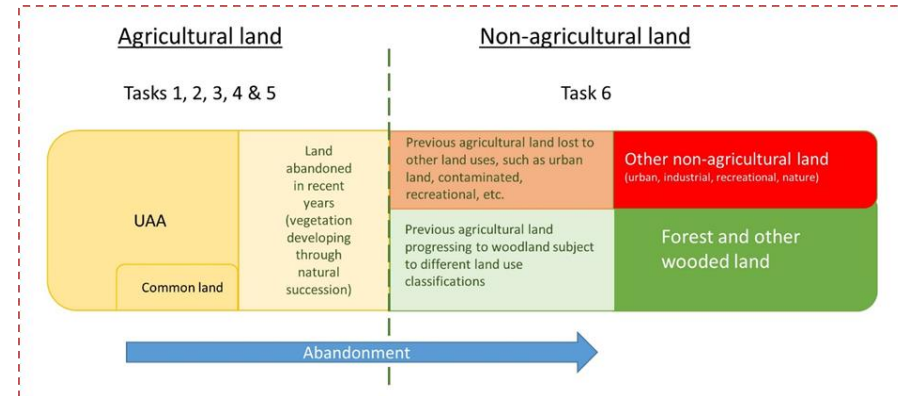 Agricultural land
Non-agricultural land
Tasks 1, 2, 3, 4 & 5
Task 6
UAA
Common land
Land
abandoned
in recent
years
(vegetation
developing
through
natural
succession)
Previous agricultural land lost to
other land uses, such as urban
land, contaminated,
recreational, etc.
Previous agricultural land
progressing to woodland subject
to different land use
classifications
Other non-agricultural land
(urban, industrial, recreational, nature)
Forest and other
wooded land
Abandonment